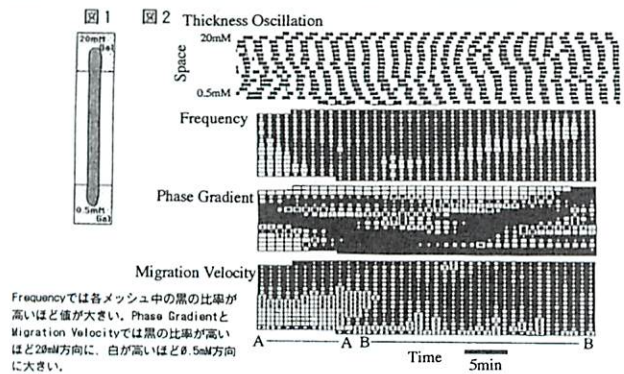 図1
図2
Thickness Oscillation
20mM
Gal
0.5mM
Gal
Space
20mM
0.5mM
Frequency
Phase Gradient
Migration Velocity
A
A
B
B
Time
5min
Frequencyでは各メッシュ中の黒の比率が
高いほど値が大きい。Phase Gradientと
Migration Velocityでは黒の比率が高い
ほど20mM方向に、白が高いほど0.5mM方向
に大きい。